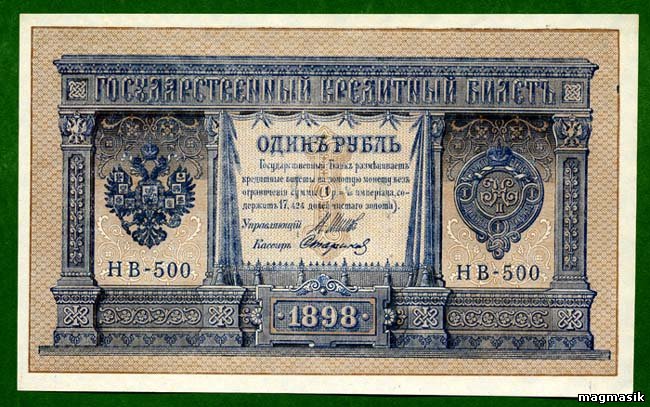 ГОСУДАРСТВЕННЫЙ КРЕДИТНЫЙ БИЛЕТЪ
ОДИНЪ РУБЛЬ
Государственный Банкъ размѣниваетъ
кредитные билеты на золотую монету безъ
ограниченія суммы (1 р. = 1/15 имперіала, со-
держитъ 17,424 долей чистаго золота).
Управляющій
Кассиръ
НВ-500
НВ-500
1898
magmasik